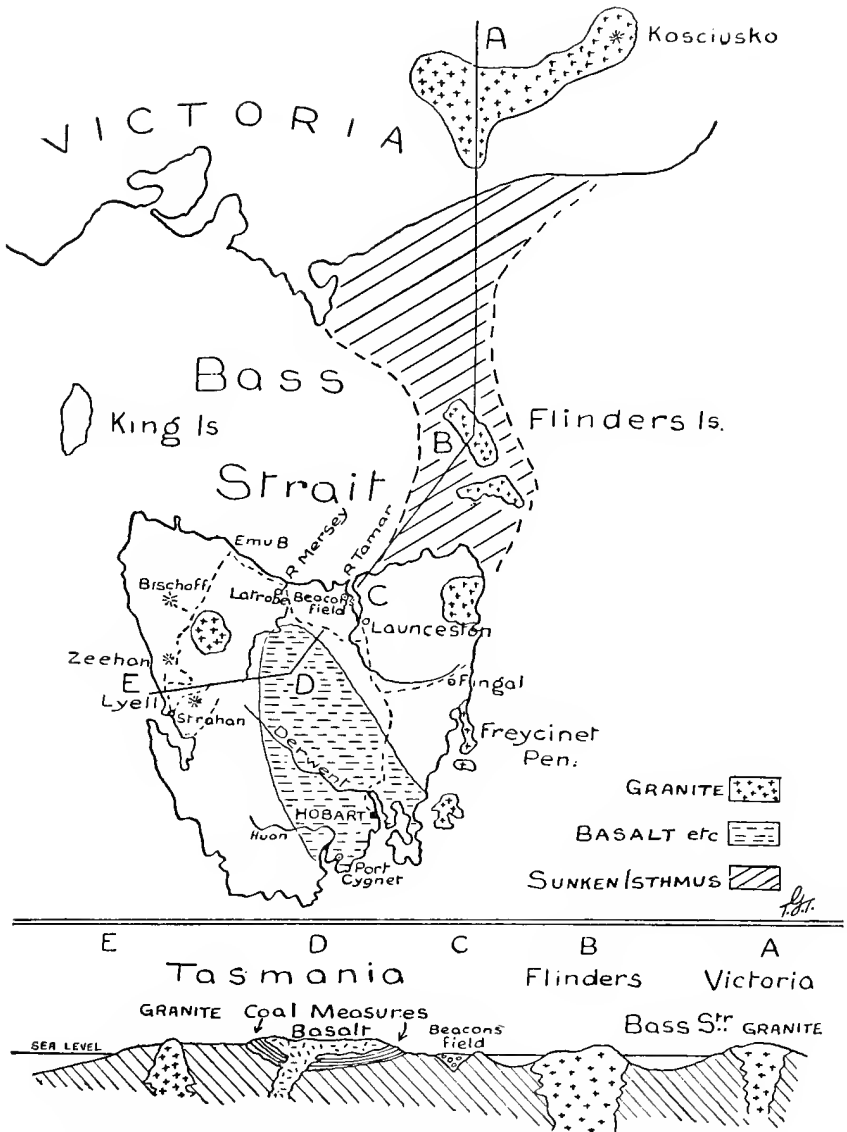 A
Kosciusko
VICTORIA
Bass
King Is
B
Flinders Is.
Strait
Emu B
R Mersey
R Tamar
Bischoff
Latrobe
Beacons
field
C
Launceston
Zeehan
E
D
Fingal
Lyell
Strahan
Freycinet
Pen:
Derwent
GRANITE
HOBART
BASALT etc
Huon
Port
Cygnet
SUNKEN ISTHMUS
T.G.T.
E D C B A
Tasmania Flinders Victoria
GRANITE Coal Measures
Basalt
Beacons
field
Bass Str. GRANITE
SEA LEVEL